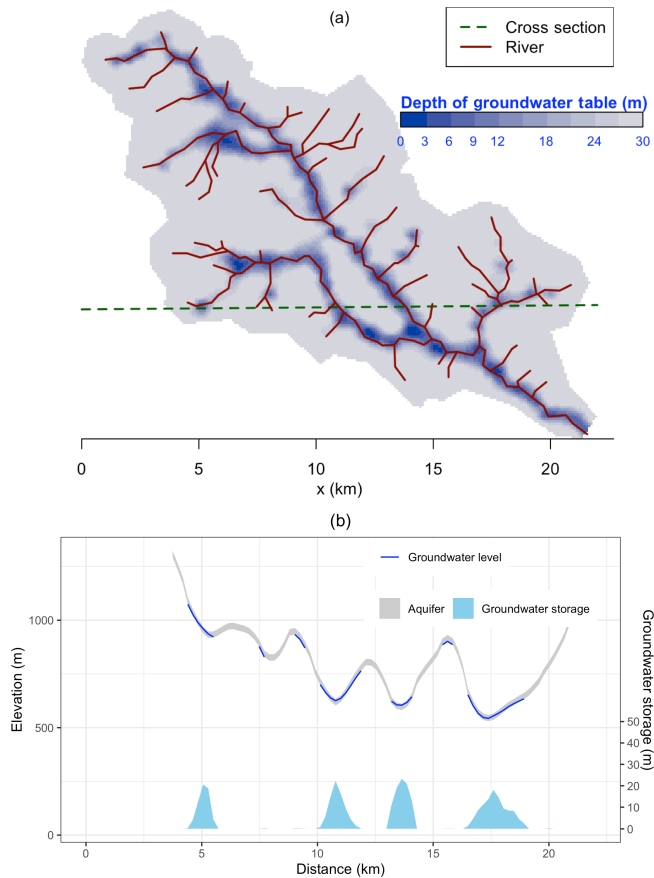 (a)
Cross section
River
Depth of groundwater table (m)
0 3 6 9 12 18 24 30
0 5 10 15 20
x (km)
(b)
Groundwater level
Aquifer
Groundwater storage
Elevation (m)
1000
500
0
Groundwater storage (m)
50
40
30
20
10
0
0 5 10 15 20
Distance (km)